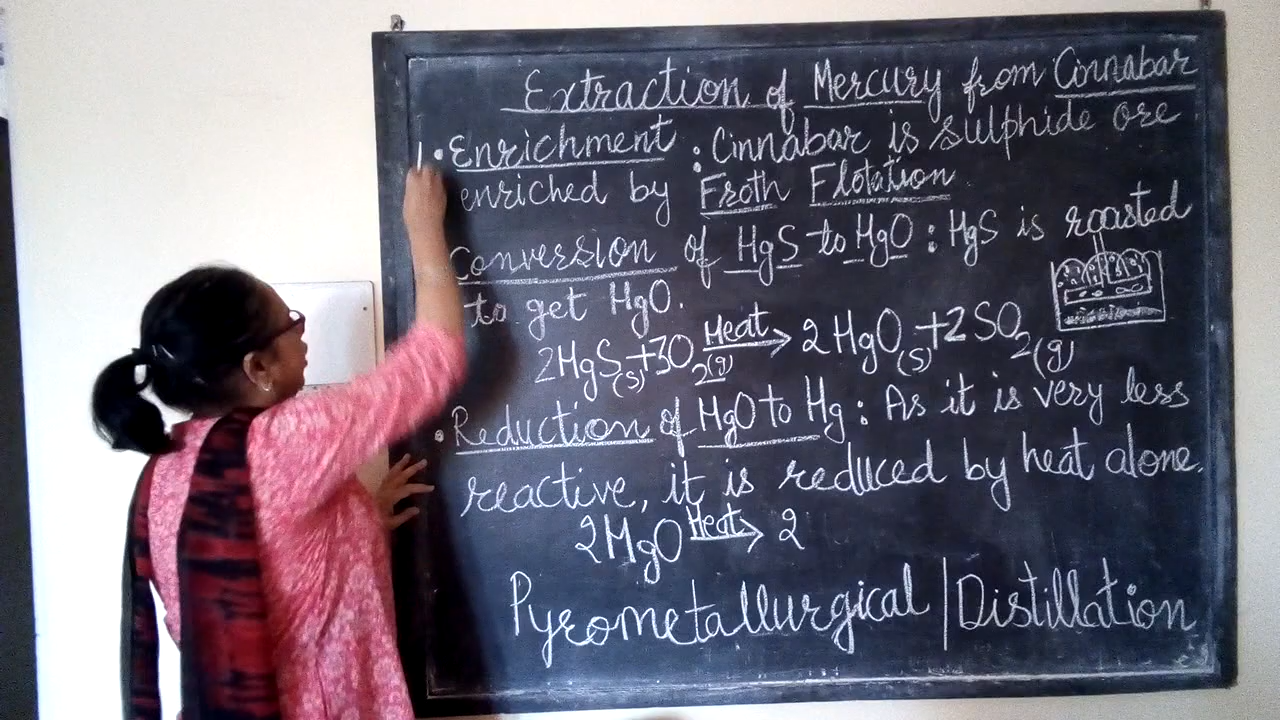 Extraction of Mercury from Cinnabar
1. Enrichment : Cinnabar is sulphide ore
enriched by Froth Flotation
Conversion of HgS to HgO : HgS is roasted
to get HgO.
2HgS(s)+3O2(g) Heat→ 2HgO(s)+2SO2(g)
• Reduction of HgO to Hg : As it is very less
reactive, it is reduced by heat alone.
2HgO Heat→ 2
Pyrometallurgical | Distillation